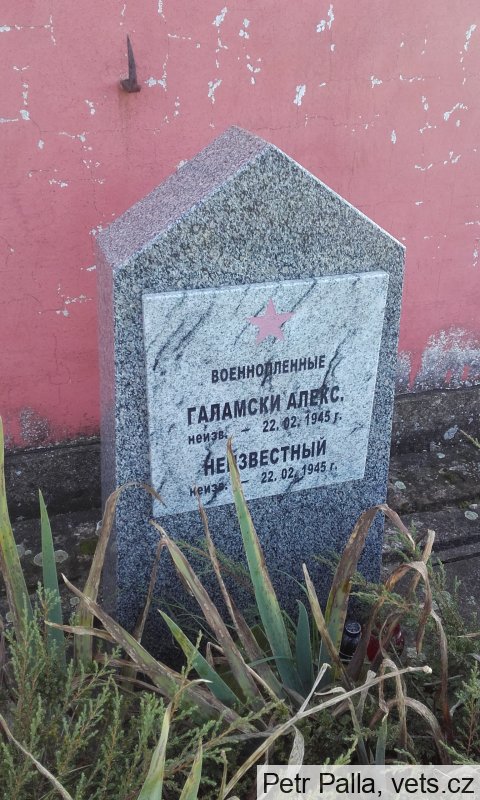 ВОЕННОПЛЕННЫЕ
ГАЛАМСКИ АЛЕКС.
неизв. – 22. 02. 1945 г.
НЕИЗВЕСТНЫЙ
неизв. – 22. 02. 1945 г.
Petr Palla, vets.cz